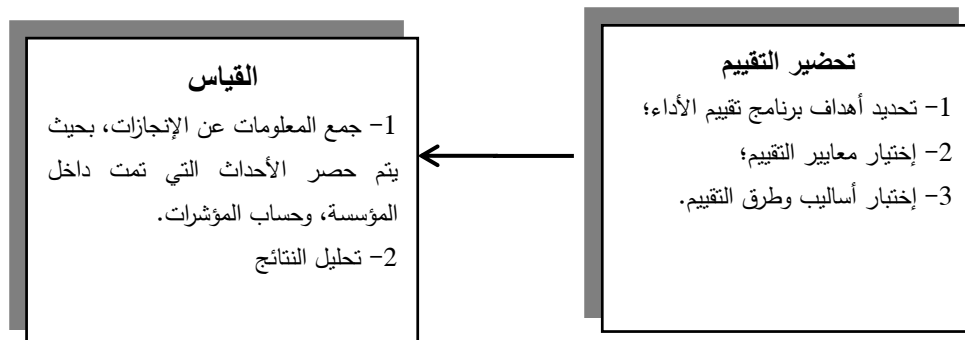 تحضير التقييم
1- تحديد أهداف برنامج تقييم الأداء؛
2- إختيار معايير التقييم؛
3- إختبار أساليب وطرق التقييم.
القياس
1- جمع المعلومات عن الإنجازات، بحيث
يتم حصر الأحداث التي تمت داخل
المؤسسة، وحساب المؤشرات.
2- تحليل النتائج